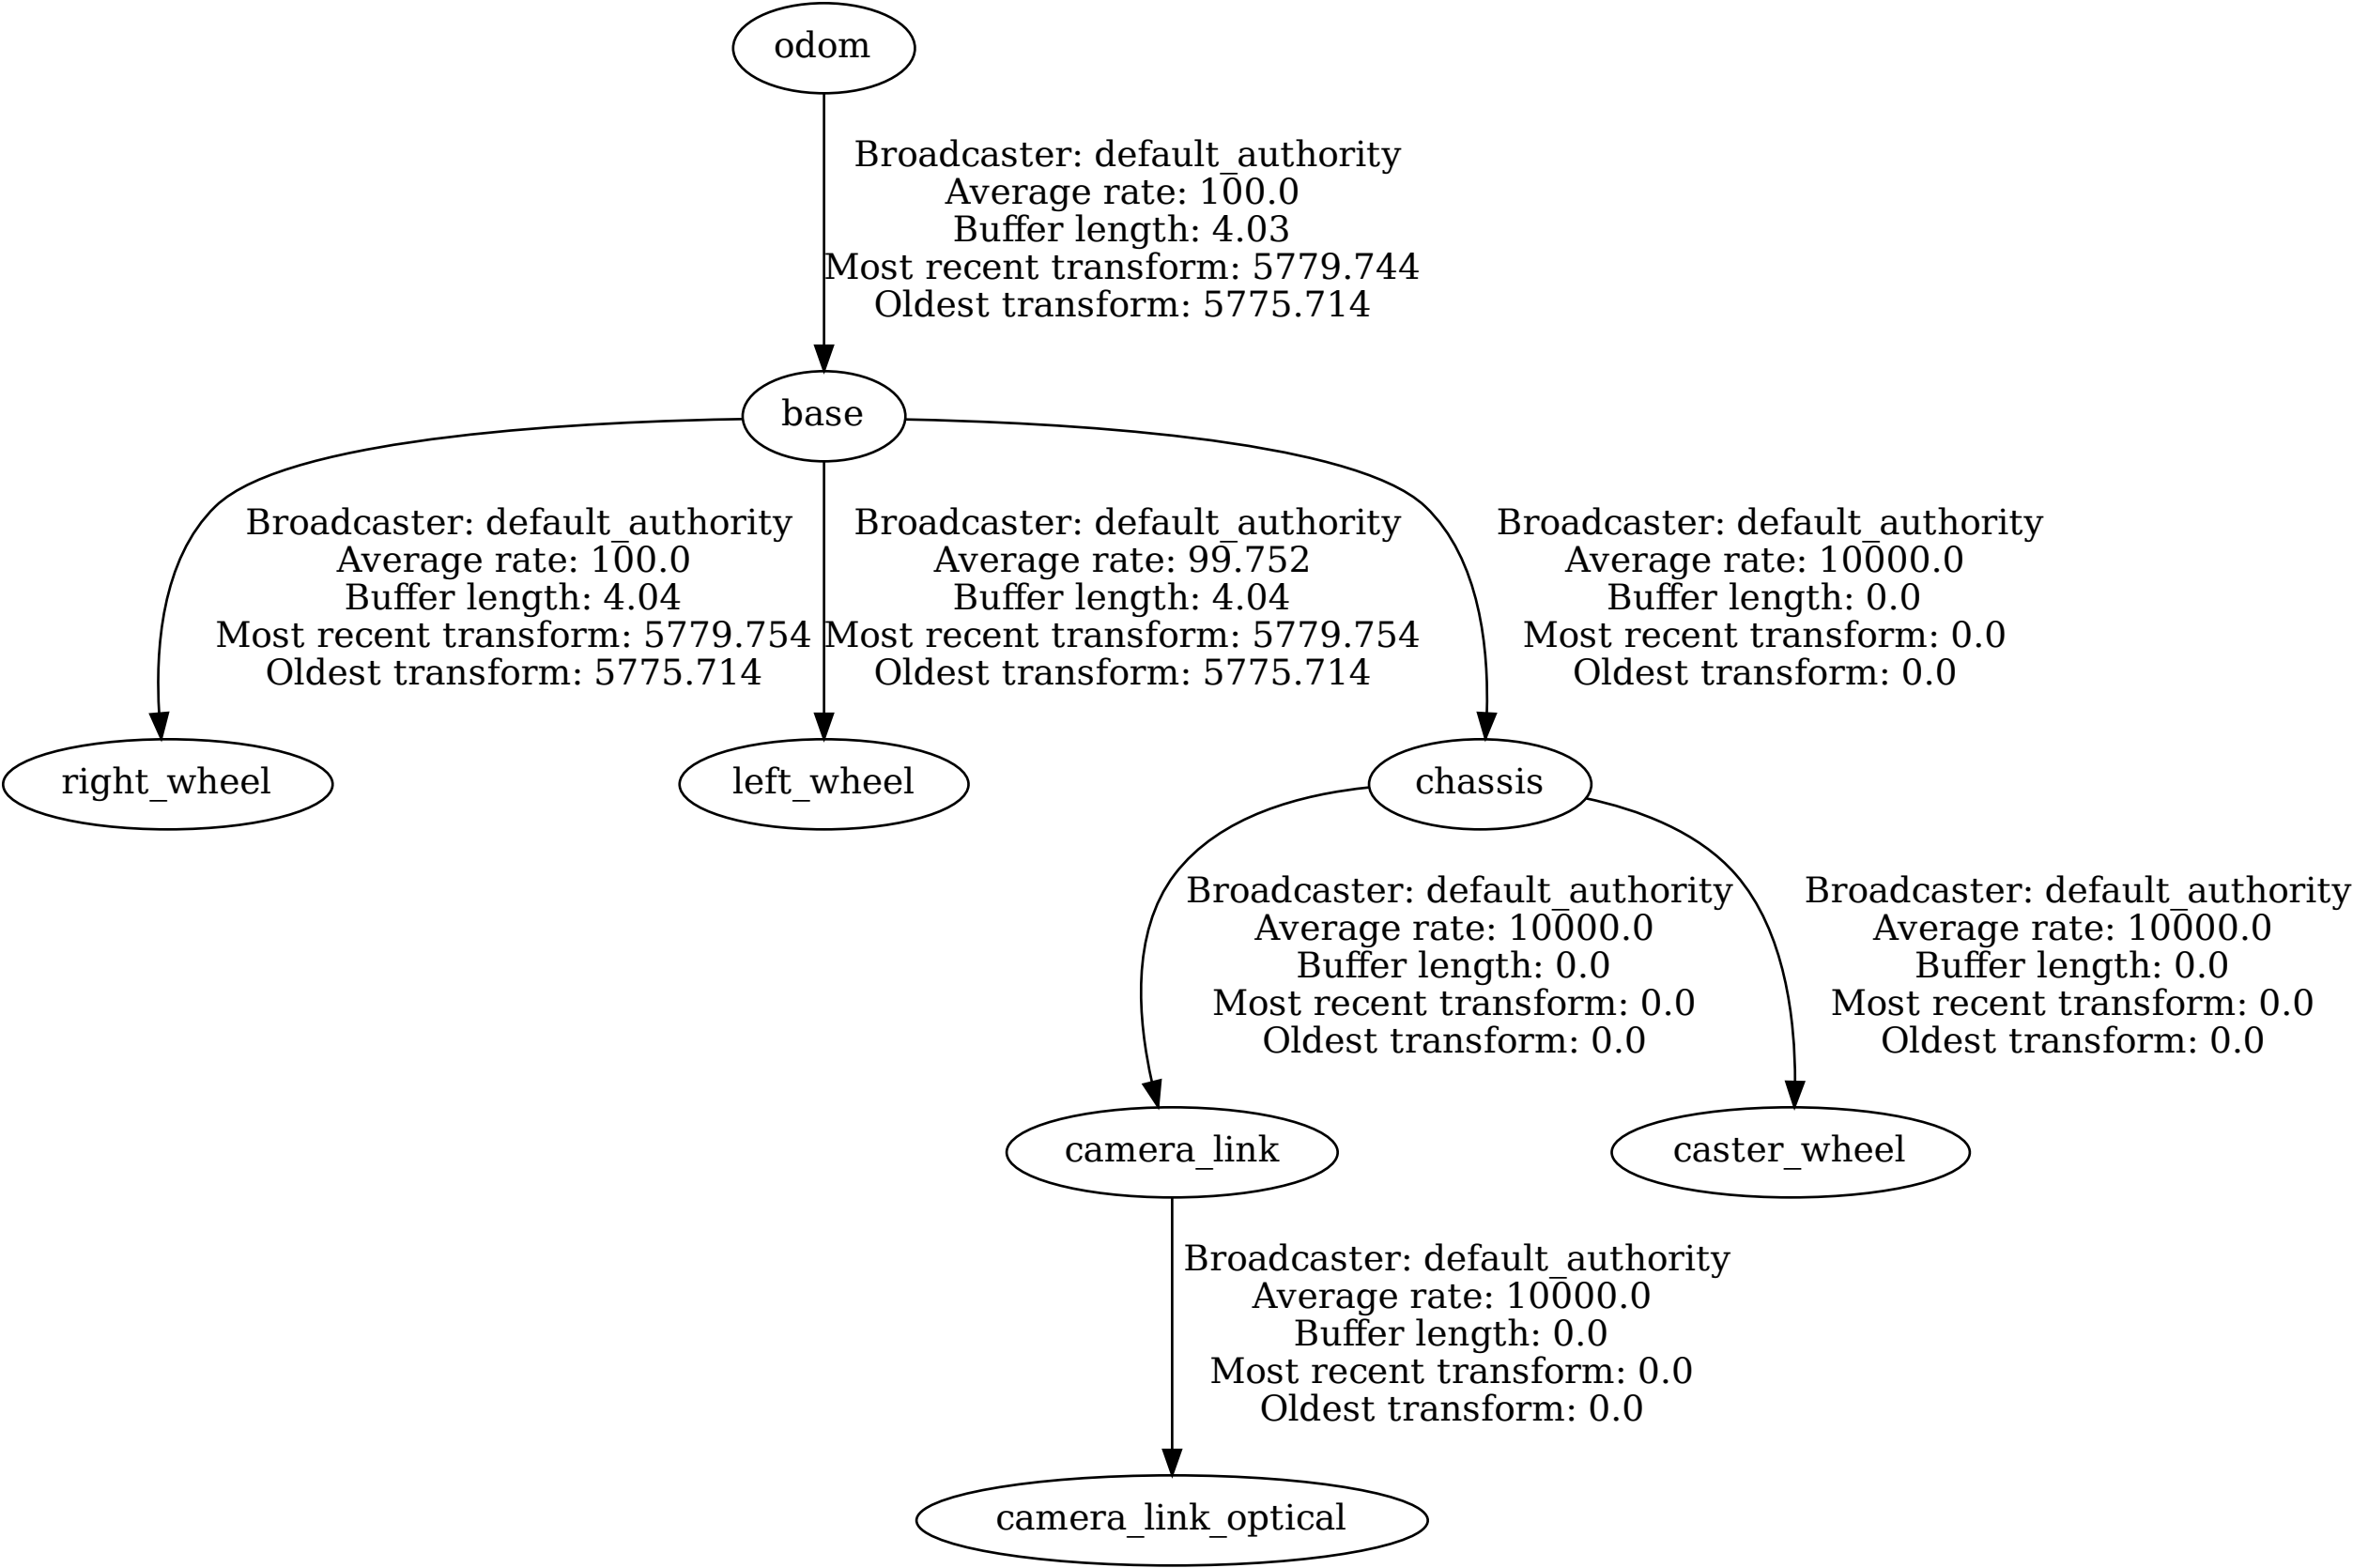 odom
Broadcaster: default_authority
Average rate: 100.0
Buffer length: 4.03
Most recent transform: 5779.744
Oldest transform: 5775.714
base
Broadcaster: default_authority
Average rate: 100.0
Buffer length: 4.04
Most recent transform: 5779.754
Oldest transform: 5775.714
Broadcaster: default_authority
Average rate: 99.752
Buffer length: 4.04
Most recent transform: 5779.754
Oldest transform: 5775.714
Broadcaster: default_authority
Average rate: 10000.0
Buffer length: 0.0
Most recent transform: 0.0
Oldest transform: 0.0
right_wheel
left_wheel
chassis
Broadcaster: default_authority
Average rate: 10000.0
Buffer length: 0.0
Most recent transform: 0.0
Oldest transform: 0.0
Broadcaster: default_authority
Average rate: 10000.0
Buffer length: 0.0
Most recent transform: 0.0
Oldest transform: 0.0
camera_link
caster_wheel
Broadcaster: default_authority
Average rate: 10000.0
Buffer length: 0.0
Most recent transform: 0.0
Oldest transform: 0.0
camera_link_optical